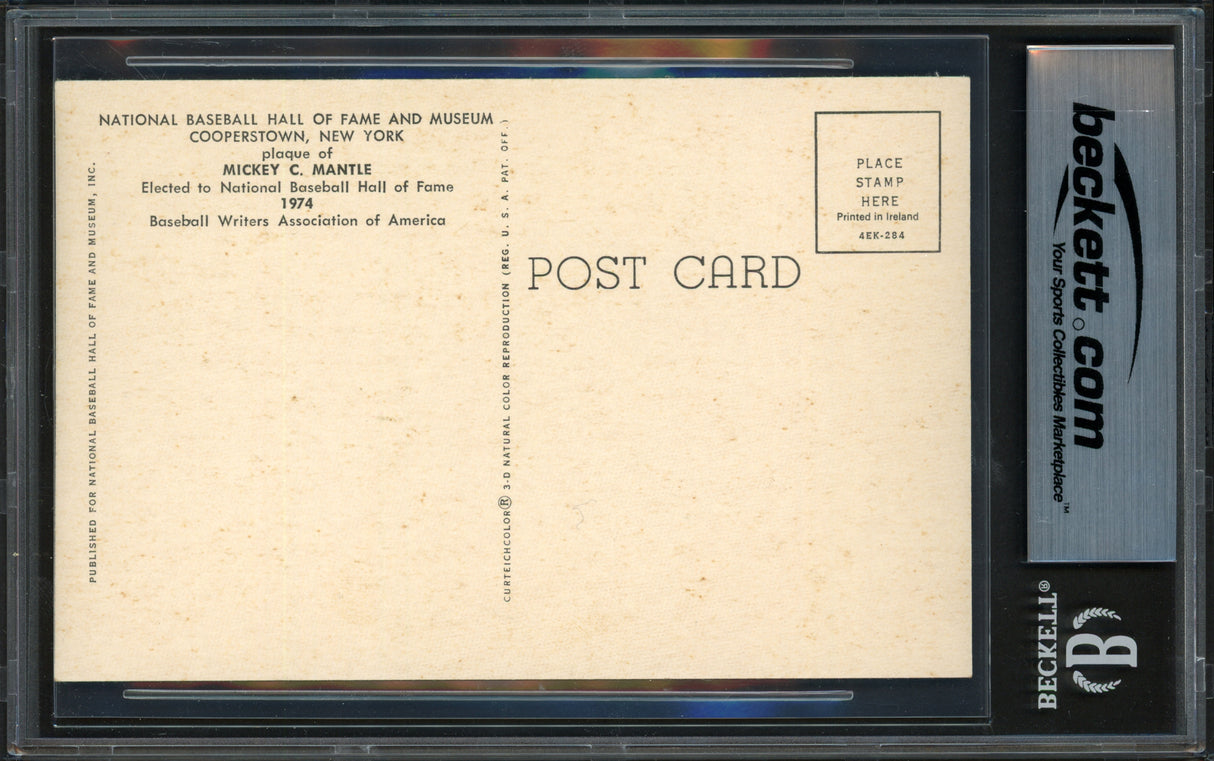 NATIONAL BASEBALL HALL OF FAME AND MUSEUM
COOPERSTOWN, NEW YORK
plaque of
MICKEY C. MANTLE
Elected to National Baseball Hall of Fame
1974
Baseball Writers Association of America
PUBLISHED FOR NATIONAL BASEBALL HALL OF FAME AND MUSEUM, INC.
CURTEICHCOLOR® 3-D NATURAL COLOR REPRODUCTION (REG. U. S. A. PAT. OFF.)
POST CARD
PLACE
STAMP
HERE
Printed in Ireland
4EK-284
beckett.com
Your Sports Collectibles Marketplace™
BECKETT®
B